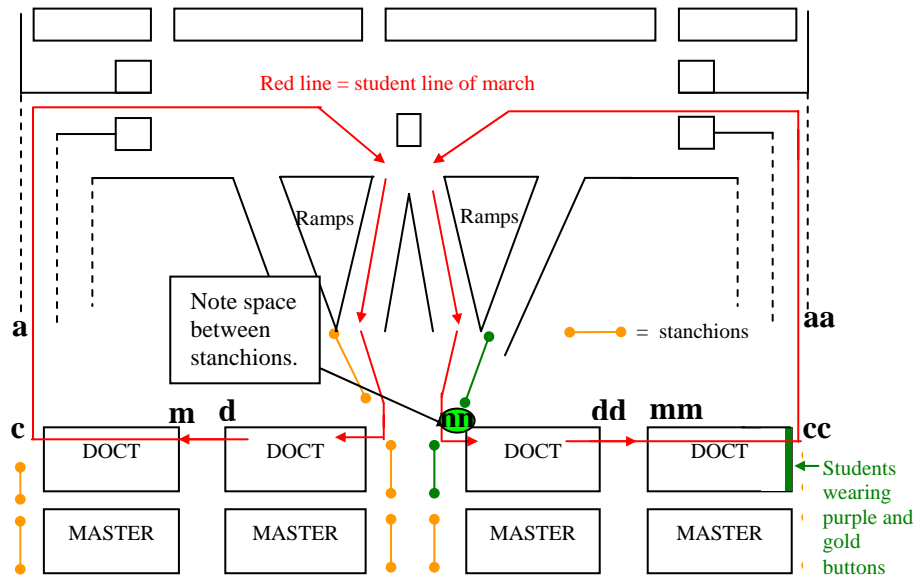 Red line = student line of march
Ramps
Ramps
Note space
between
stanchions.
= stanchions
a
aa
nn
c
m
d
dd
mm
cc
DOCT
DOCT
DOCT
DOCT
Students
wearing
purple and
gold
buttons
MASTER
MASTER
MASTER
MASTER